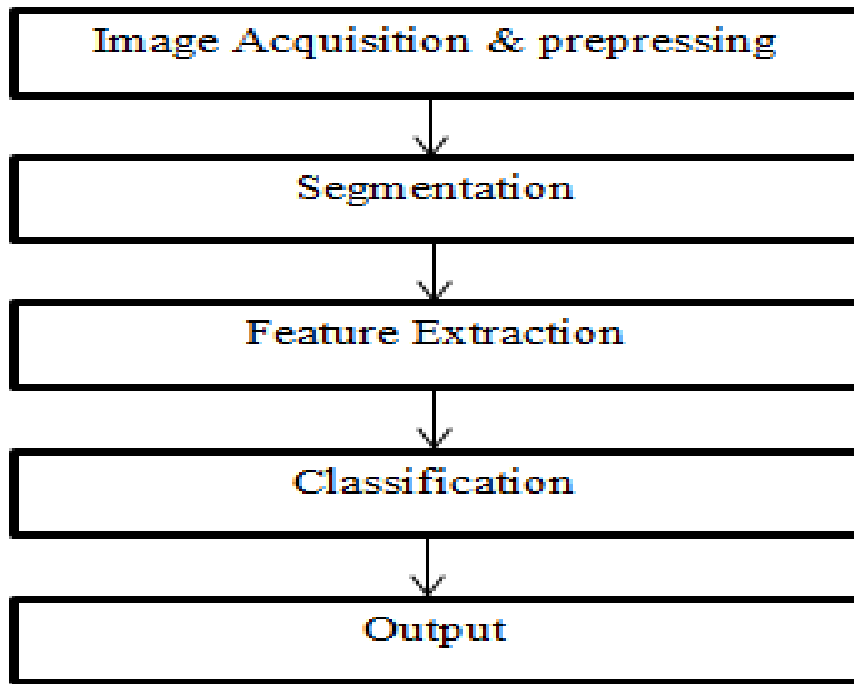 Image Acquisition & prepressing
Segmentation
Feature Extraction
Classification
Output